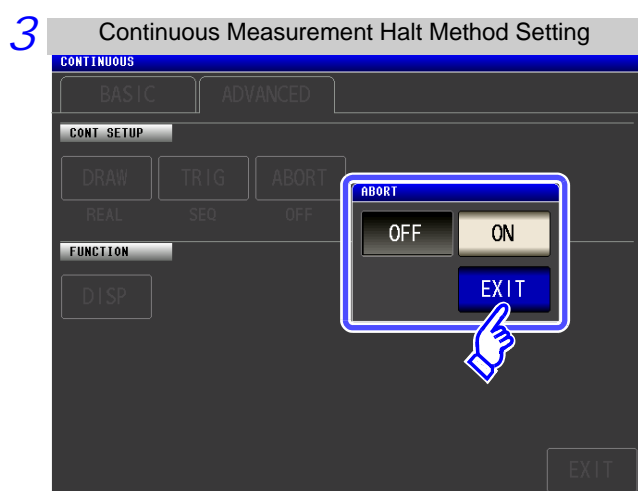 3 Continuous Measurement Halt Method Setting
CONTINUOUS
BASIC ADVANCED
CONT SETUP
DRAW TRIG ABORT
REAL SEQ OFF
ABORT
OFF ON
FUNCTION
DISP
EXIT
EXIT